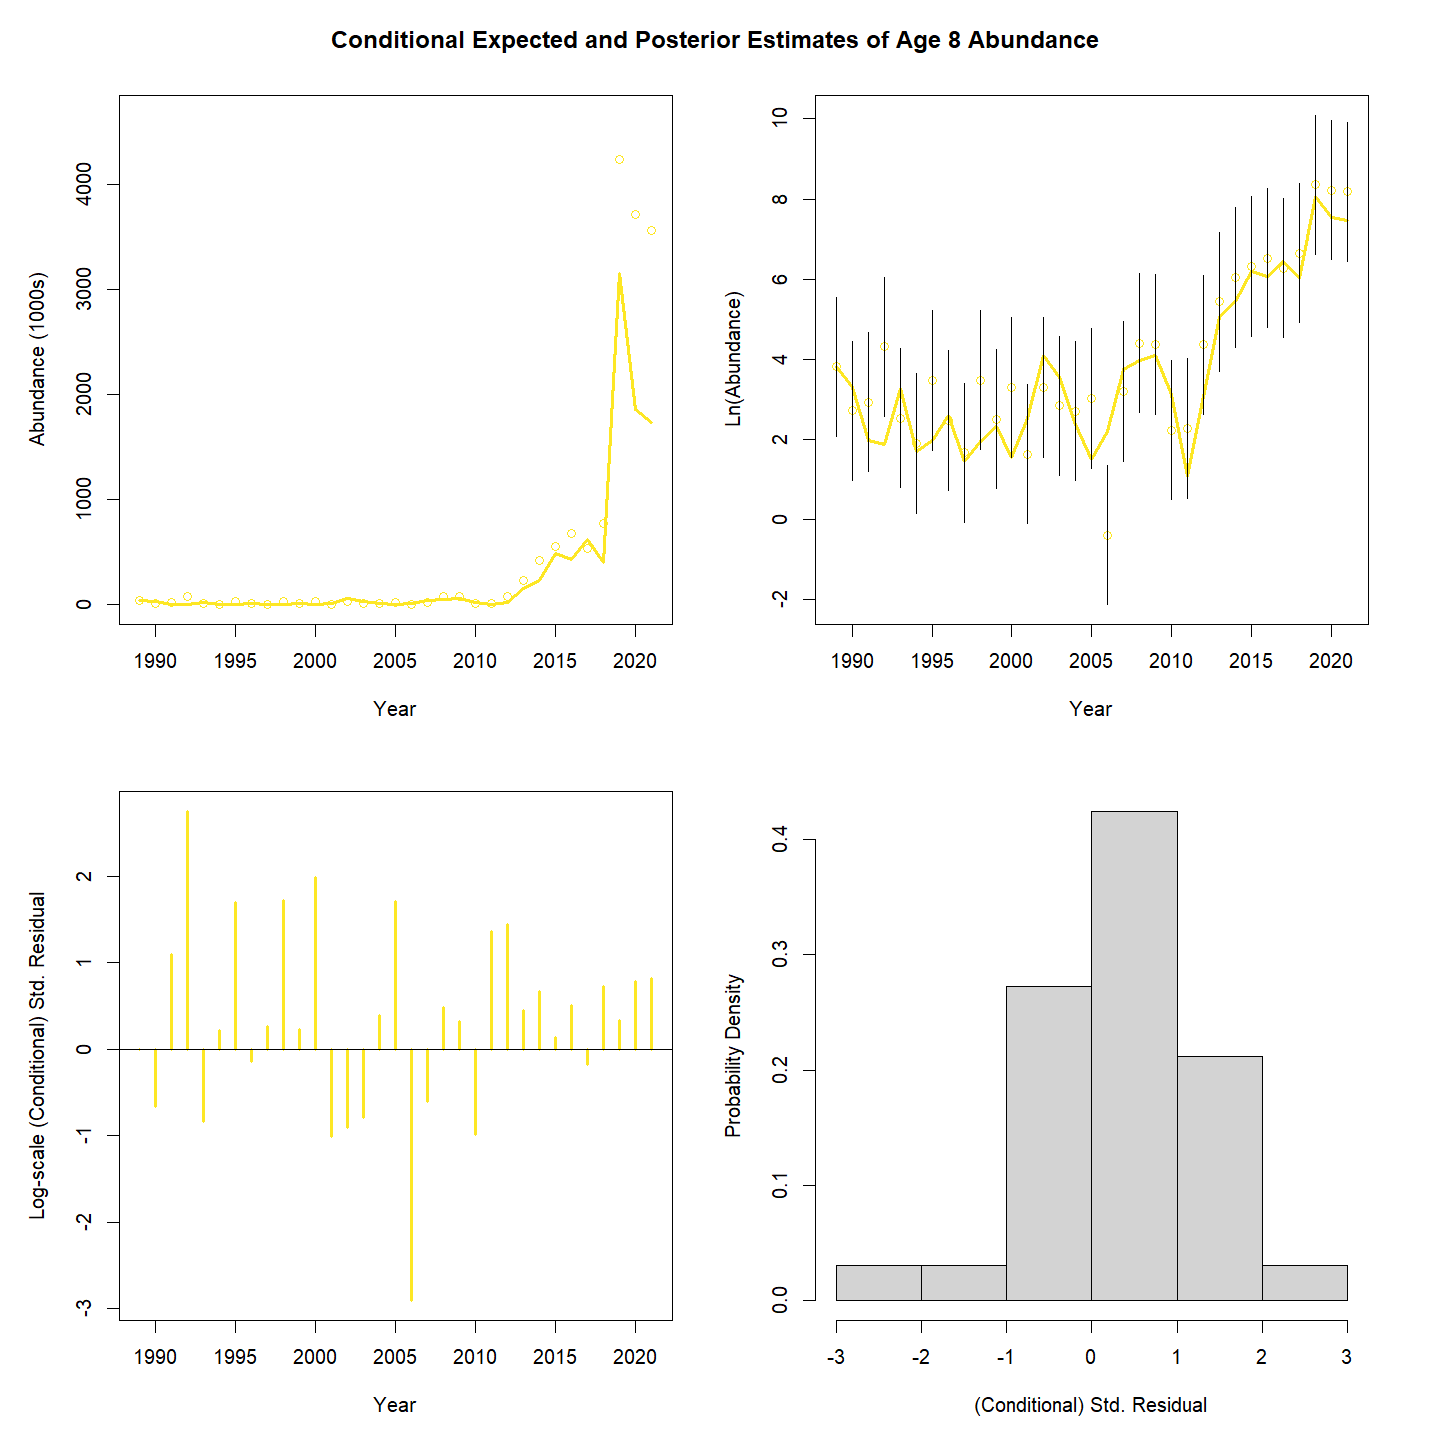 Conditional Expected and Posterior Estimates of Age 8 Abundance
Abundance (1000s)
0 1000 2000 3000 4000
1990 1995 2000 2005 2010 2015 2020
Year
Ln(Abundance)
-2 0 2 4 6 8 10
1990 1995 2000 2005 2010 2015 2020
Year
Log-scale (Conditional) Std. Residual
-3 -2 -1 0 1 2
1990 1995 2000 2005 2010 2015 2020
Year
Probability Density
0.0 0.1 0.2 0.3 0.4
-3 -2 -1 0 1 2 3
(Conditional) Std. Residual